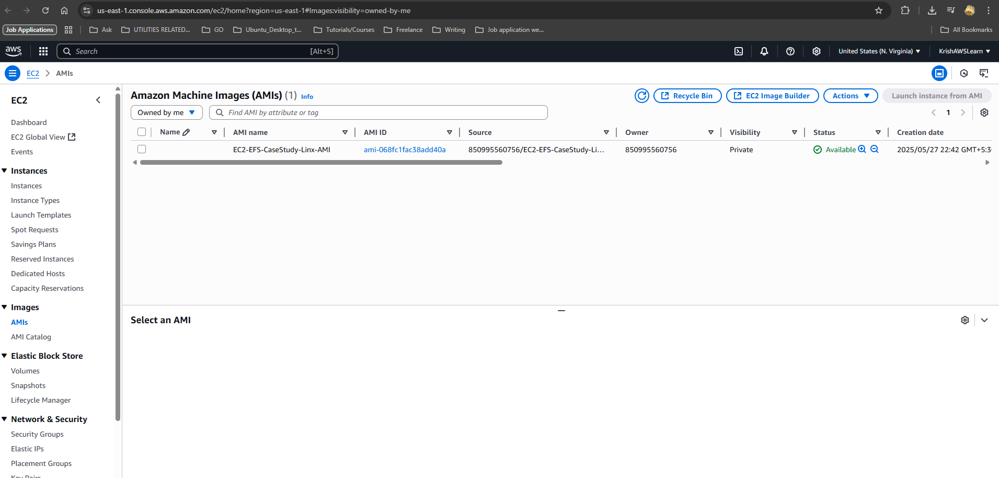 us-east-1.console.aws.amazon.com/ec2/home?region=us-east-1#Images:visibility=owned-by-me
Job Applications Ask UTILITIES RELATED... GO Ubuntu_Desktop_t... Tutorials/Courses Freelance Writing Job application we... All Bookmarks
aws Search [Alt+S] United States (N. Virginia) KrishAWSLearn
EC2 AMIs
EC2
Dashboard
EC2 Global View
Events
Instances
Instances
Instance Types
Launch Templates
Spot Requests
Savings Plans
Reserved Instances
Dedicated Hosts
Capacity Reservations
Images
AMIs
AMI Catalog
Elastic Block Store
Volumes
Snapshots
Lifecycle Manager
Network & Security
Security Groups
Elastic IPs
Placement Groups
Key Pairs
Amazon Machine Images (AMIs) (1) Info Recycle Bin EC2 Image Builder Actions Launch instance from AMI
Owned by me Find AMI by attribute or tag 1
Name AMI name AMI ID Source Owner Visibility Status Creation date
EC2-EFS-CaseStudy-Linx-AMI ami-068fc1fac38add40a 850995560756/EC2-EFS-CaseStudy-Li... 850995560756 Private Available 2025/05/27 22:42 GMT+5:3
Select an AMI